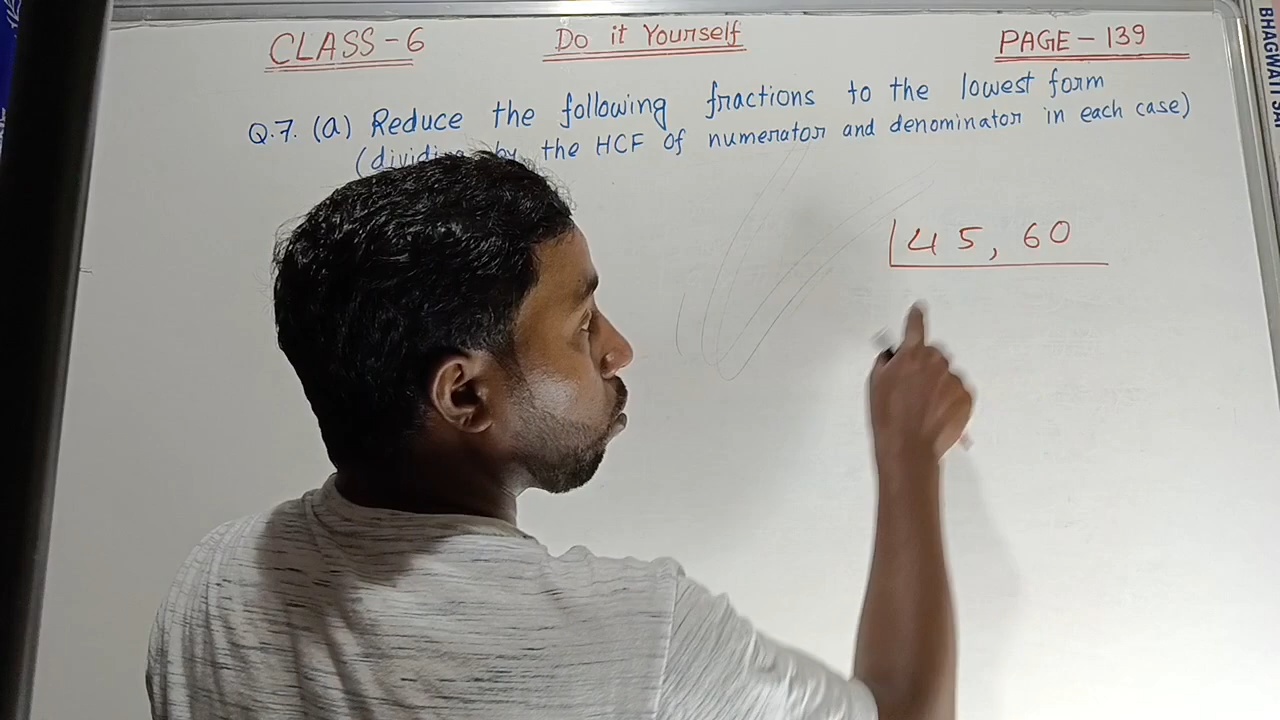 CLASS-6 Do it Yourself PAGE-139
Q.7. (a) Reduce the following fractions to the lowest form
the HCF of numerator and denominator in each case)
45, 60
BHAGWATI